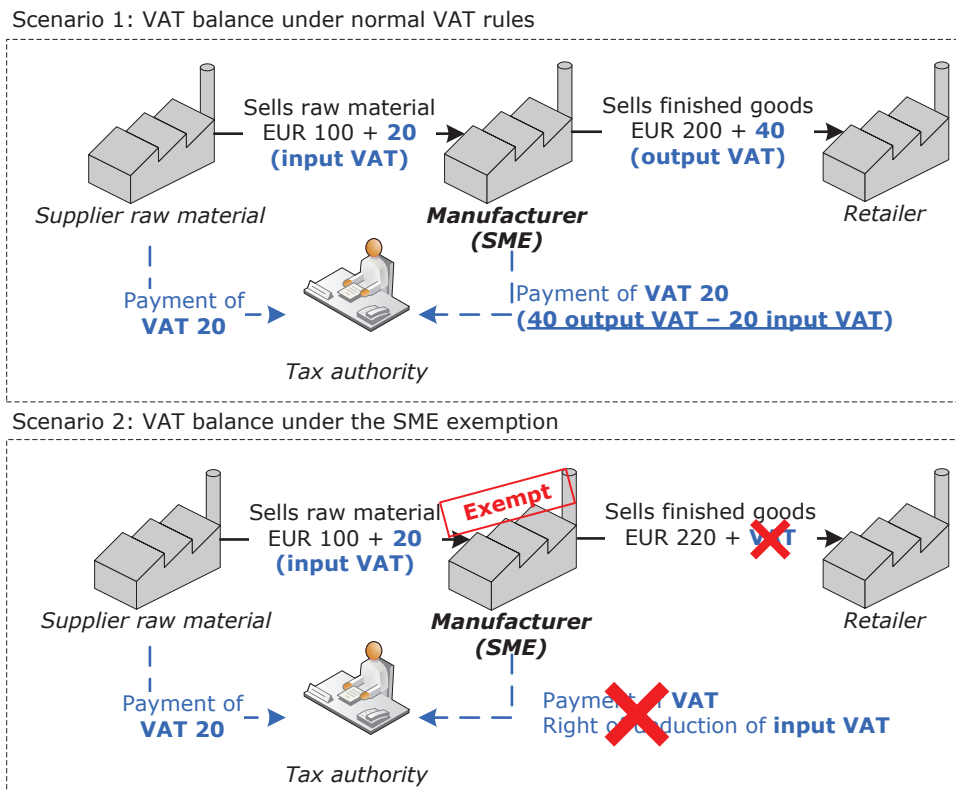 Scenario 1: VAT balance under normal VAT rules
Sells raw material
EUR 100 + 20
(input VAT)
Sells finished goods
EUR 200 + 40
(output VAT)
Supplier raw material
Manufacturer
(SME)
Retailer
Payment of
VAT 20
Payment of VAT 20
(40 output VAT – 20 input VAT)
Tax authority
Scenario 2: VAT balance under the SME exemption
Exempt
Sells raw material
EUR 100 + 20
(input VAT)
Sells finished goods
EUR 220 + VAT
Supplier raw material
Manufacturer
(SME)
Retailer
Payment of
VAT 20
Payment of VAT
Right of deduction of input VAT
Tax authority